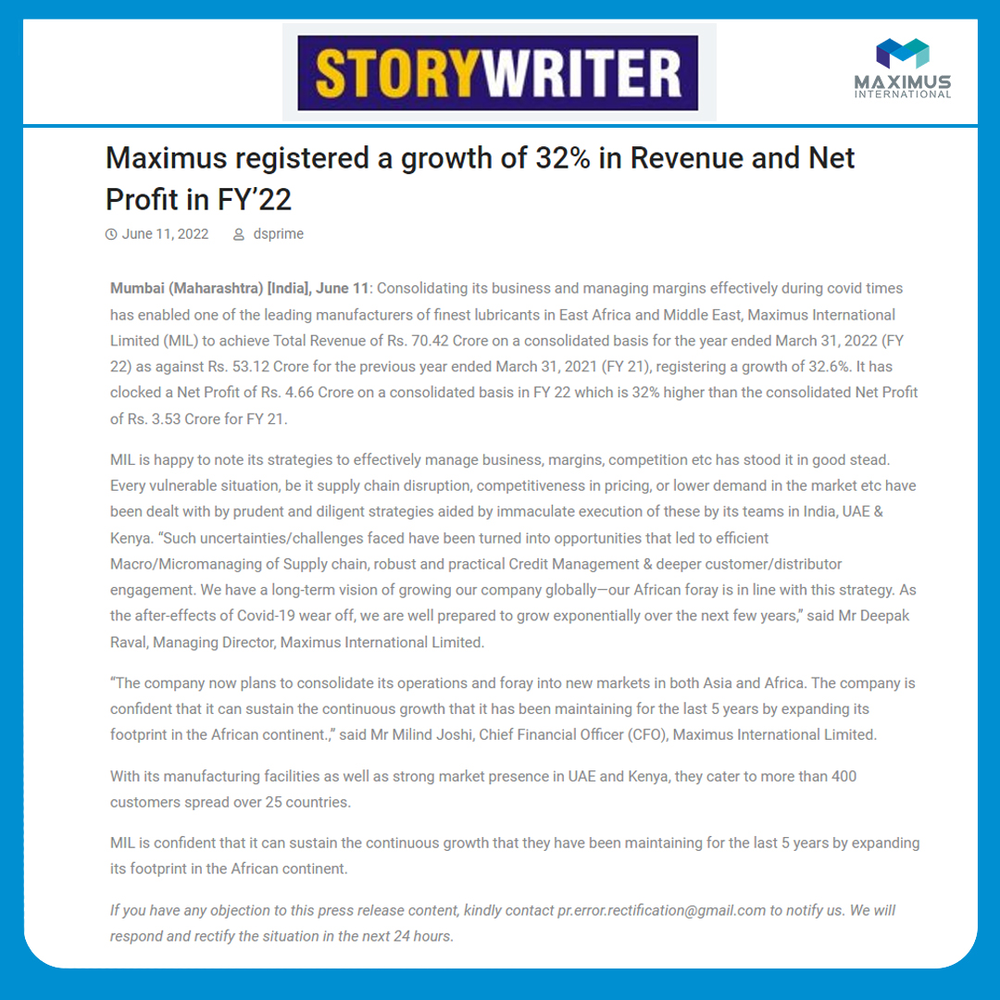 STORYWRITER
MAXIMUS
INTERNATIONAL
Maximus registered a growth of 32% in Revenue and Net
Profit in FY’22
June 11, 2022 dsprime
Mumbai (Maharashtra) [India], June 11: Consolidating its business and managing margins effectively during covid times
has enabled one of the leading manufacturers of finest lubricants in East Africa and Middle East, Maximus International
Limited (MIL) to achieve Total Revenue of Rs. 70.42 Crore on a consolidated basis for the year ended March 31, 2022 (FY
22) as against Rs. 53.12 Crore for the previous year ended March 31, 2021 (FY 21), registering a growth of 32.6%. It has
clocked a Net Profit of Rs. 4.66 Crore on a consolidated basis in FY 22 which is 32% higher than the consolidated Net Profit
of Rs. 3.53 Crore for FY 21.
MIL is happy to note its strategies to effectively manage business, margins, competition etc has stood it in good stead.
Every vulnerable situation, be it supply chain disruption, competitiveness in pricing, or lower demand in the market etc have
been dealt with by prudent and diligent strategies aided by immaculate execution of these by its teams in India, UAE &
Kenya. “Such uncertainties/challenges faced have been turned into opportunities that led to efficient
Macro/Micromanaging of Supply chain, robust and practical Credit Management & deeper customer/distributor
engagement. We have a long-term vision of growing our company globally—our African foray is in line with this strategy. As
the after-effects of Covid-19 wear off, we are well prepared to grow exponentially over the next few years,” said Mr Deepak
Raval, Managing Director, Maximus International Limited.
“The company now plans to consolidate its operations and foray into new markets in both Asia and Africa. The company is
confident that it can sustain the continuous growth that it has been maintaining for the last 5 years by expanding its
footprint in the African continent.,” said Mr Milind Joshi, Chief Financial Officer (CFO), Maximus International Limited.
With its manufacturing facilities as well as strong market presence in UAE and Kenya, they cater to more than 400
customers spread over 25 countries.
MIL is confident that it can sustain the continuous growth that they have been maintaining for the last 5 years by expanding
its footprint in the African continent.
If you have any objection to this press release content, kindly contact pr.error.rectification@gmail.com to notify us. We will
respond and rectify the situation in the next 24 hours.